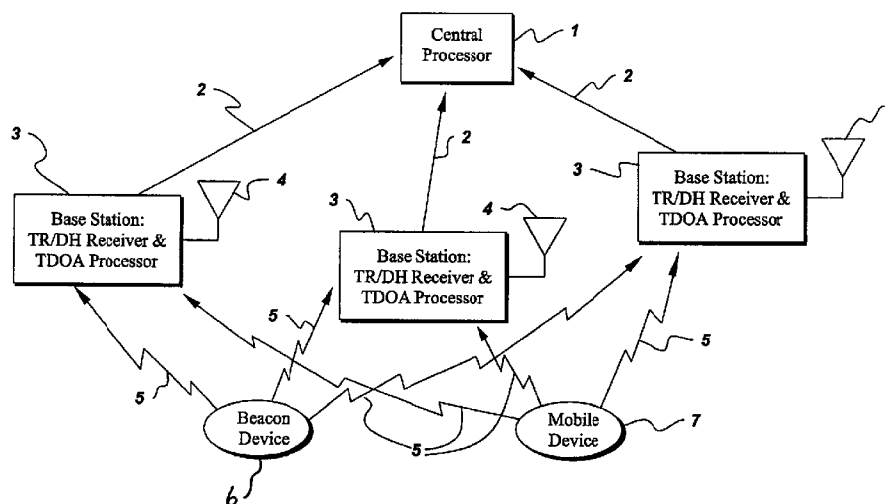 Central
Processor
1
2
2
2
3
4
Base Station:
TR/DH Receiver &
TDOA Processor
3
4
Base Station:
TR/DH Receiver &
TDOA Processor
3
Base Station:
TR/DH Receiver &
TDOA Processor
5
5
5
5
Beacon
Device
6
Mobile
Device
7